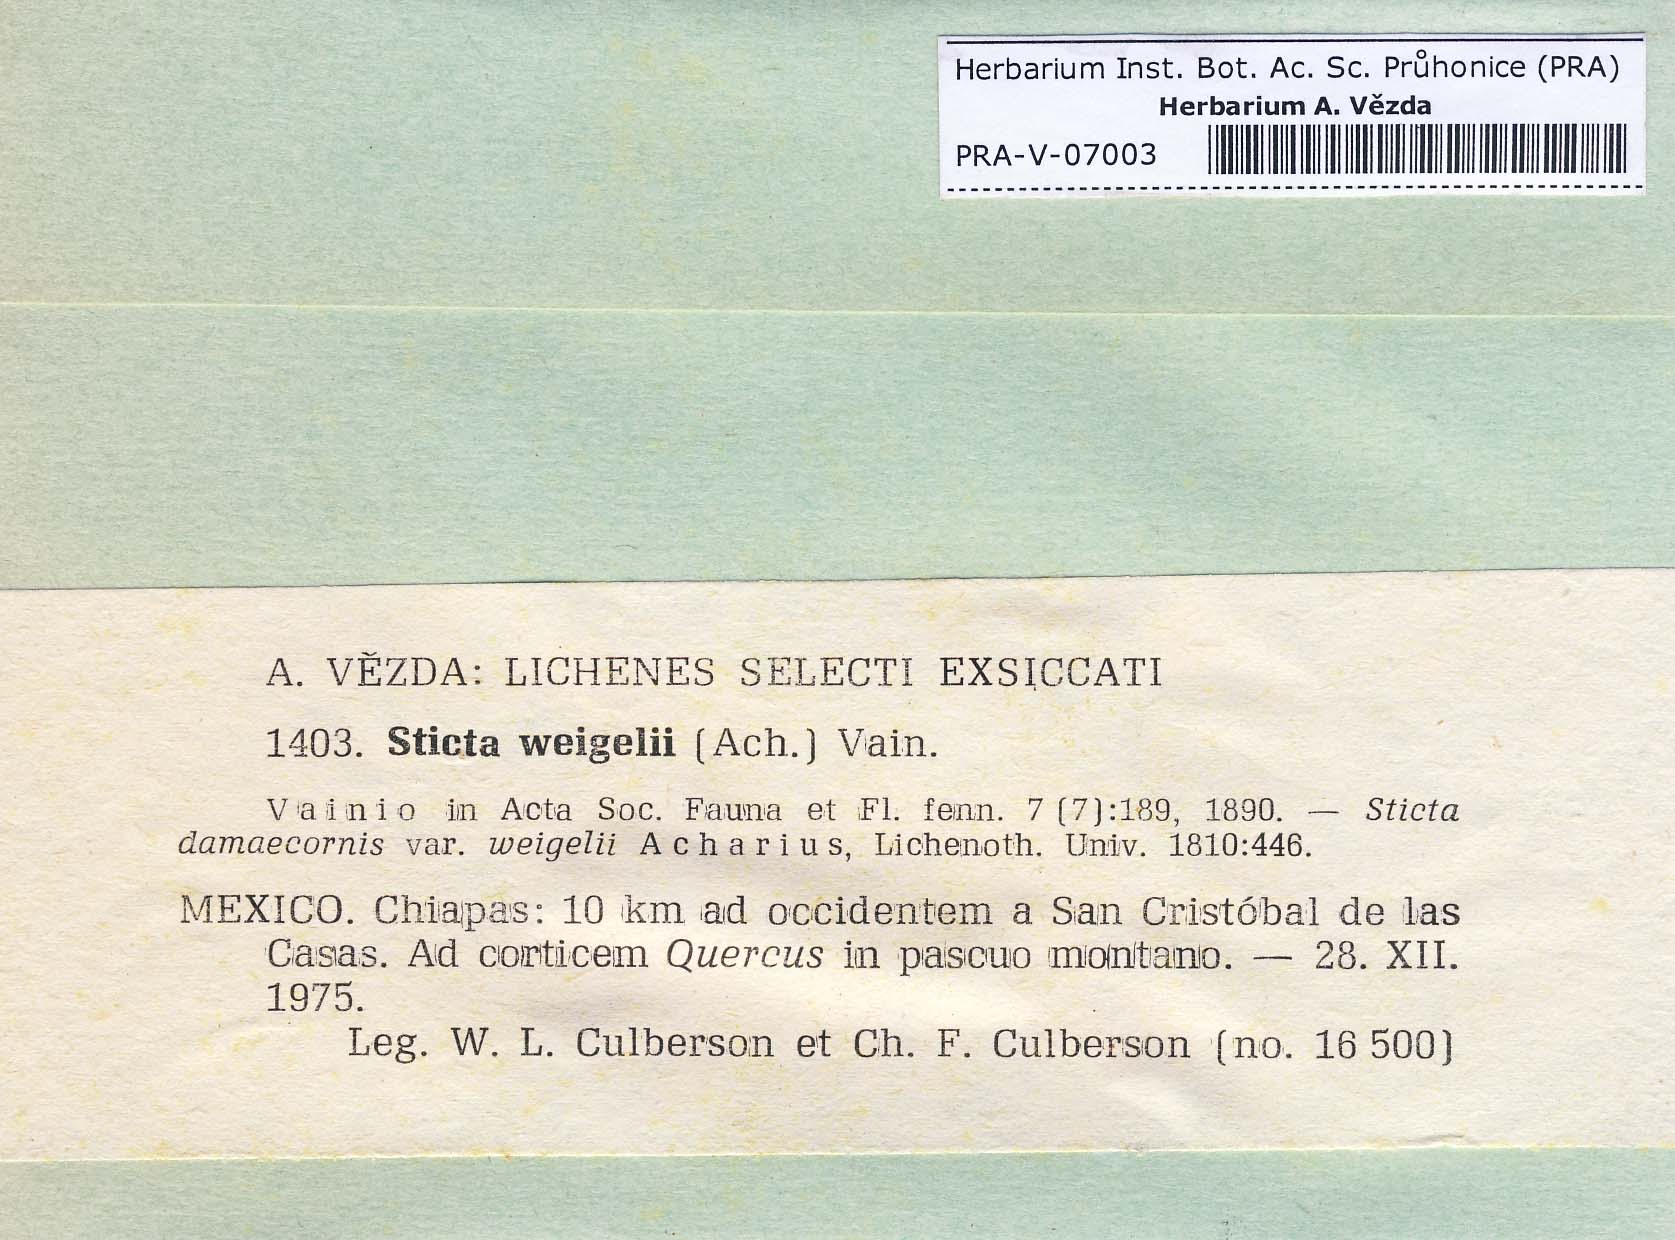 Herbarium Inst. Bot. Ac. Sc. Průhonice (PRA)
Herbarium A. Vězda
PRA-V-07003
A. VĚZDA: LICHENES SELECTI EXSICCATI
1403. Sticta weigelii (Ach.) Vain.
Vainio in Acta Soc. Fauna et Fl. fenn. 7 (7):189, 1890. — Sticta
damaecornis var. weigelii Acharius, Lichenoth. Univ. 1810:446.
MEXICO. Chiapas: 10 km ad occidentem a San Cristóbal de las
Casas. Ad corticem Quercus in pascuo montano. — 28. XII.
1975.
Leg. W. L. Culberson et Ch. F. Culberson (no. 16 500)